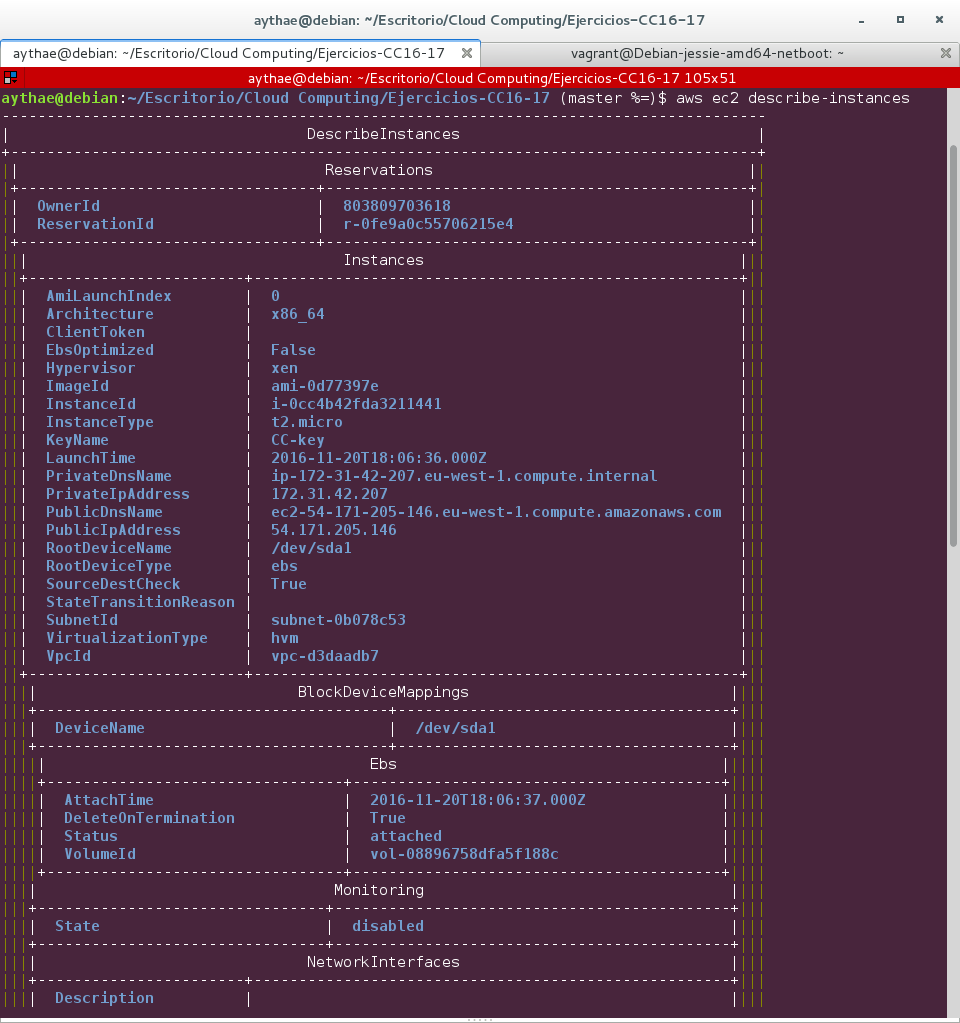 aythae@debian: ~/Escritorio/Cloud Computing/Ejercicios-CC16-17
aythae@debian: ~/Escritorio/Cloud Computing/Ejercicios-CC16-17
vagrant@Debian-jessie-amd64-netboot: ~
aythae@debian: ~/Escritorio/Cloud Computing/Ejercicios-CC16-17 105x51
aythae@debian:~/Escritorio/Cloud Computing/Ejercicios-CC16-17 (master %=)$ aws ec2 describe-instances
DescribeInstances
Reservations
OwnerId | 803809703618
ReservationId | r-0fe9a0c55706215e4
Instances
AmiLaunchIndex | 0
Architecture | x86_64
ClientToken |
EbsOptimized | False
Hypervisor | xen
ImageId | ami-0d77397e
InstanceId | i-0cc4b42fda3211441
InstanceType | t2.micro
KeyName | CC-key
LaunchTime | 2016-11-20T18:06:36.000Z
PrivateDnsName | ip-172-31-42-207.eu-west-1.compute.internal
PrivateIpAddress | 172.31.42.207
PublicDnsName | ec2-54-171-205-146.eu-west-1.compute.amazonaws.com
PublicIpAddress | 54.171.205.146
RootDeviceName | /dev/sda1
RootDeviceType | ebs
SourceDestCheck | True
StateTransitionReason |
SubnetId | subnet-0b078c53
VirtualizationType | hvm
VpcId | vpc-d3daadb7
BlockDeviceMappings
DeviceName | /dev/sda1
Ebs
AttachTime | 2016-11-20T18:06:37.000Z
DeleteOnTermination | True
Status | attached
VolumeId | vol-08896758dfa5f188c
Monitoring
State | disabled
NetworkInterfaces
Description |